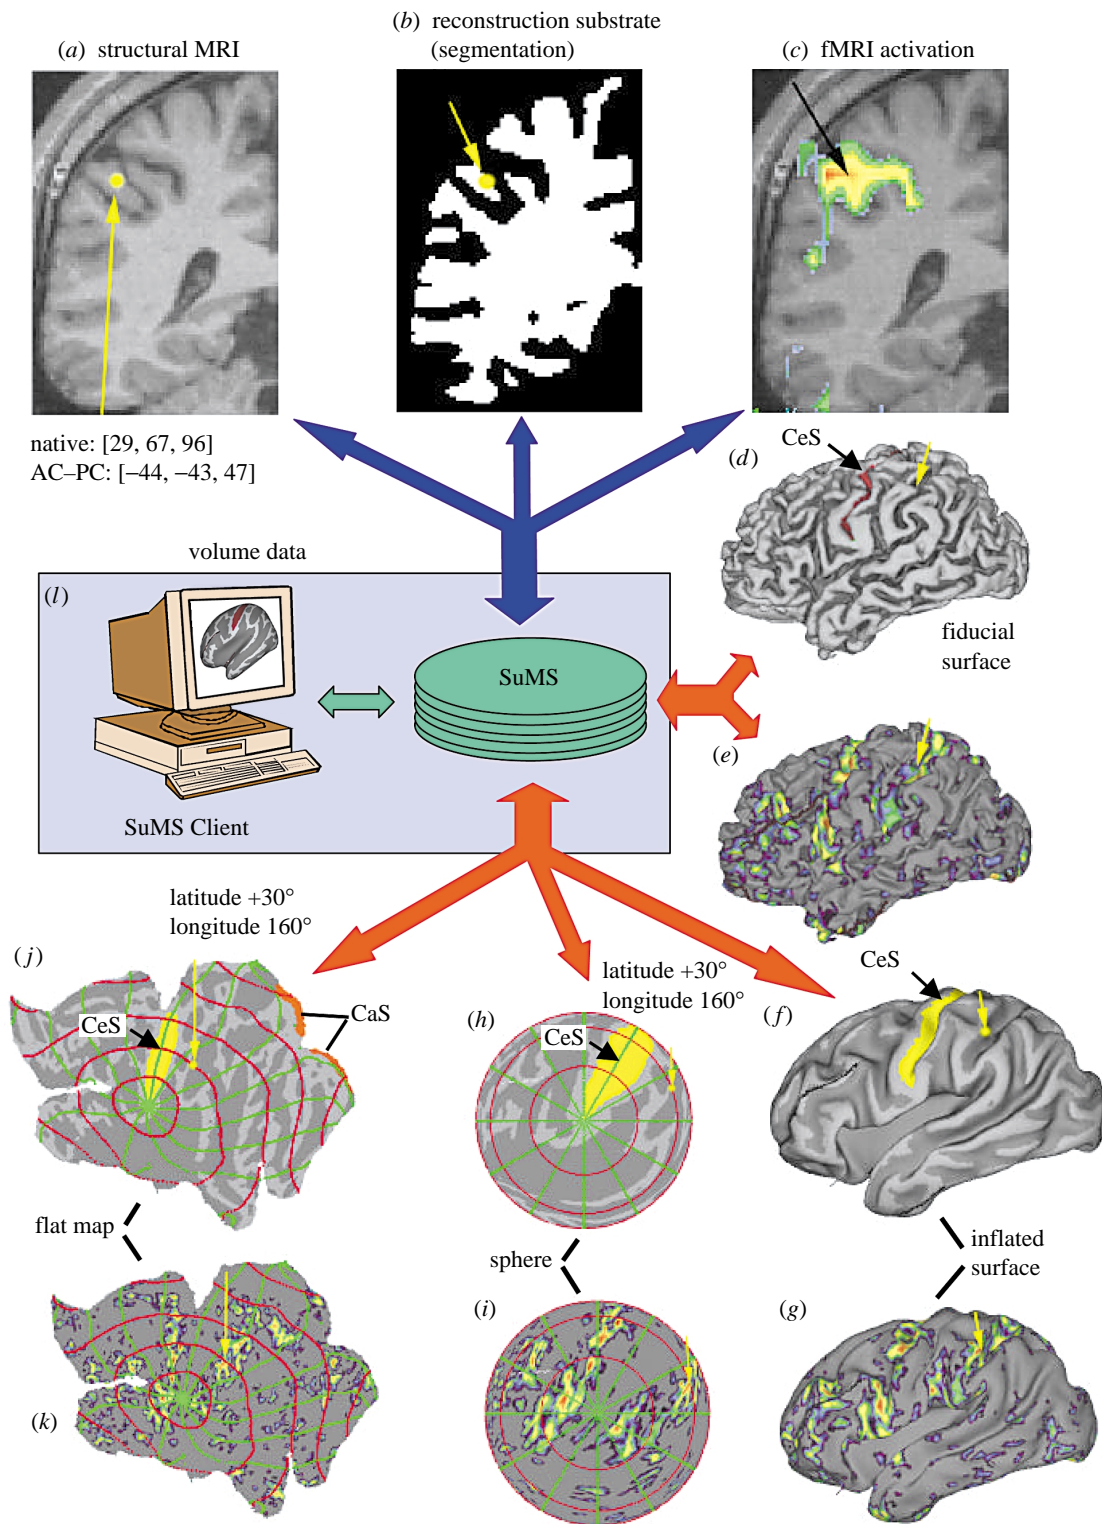 (a) structural MRI
(b) reconstruction substrate
(segmentation)
(c) fMRI activation
native: [29, 67, 96]
AC–PC: [−44, −43, 47]
CeS
(d)
volume data
(l)
fiducial
surface
SuMS
(e)
SuMS Client
latitude +30°
longitude 160°
(j)
CeS
CaS
latitude +30°
longitude 160°
(h)
CeS
CeS
(f)
flat map
sphere
inflated
surface
(k)
(i)
(g)